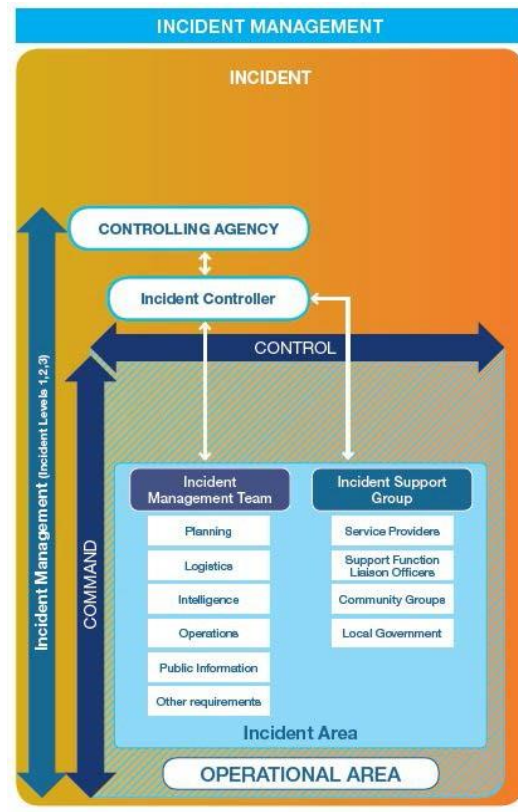 INCIDENT MANAGEMENT
INCIDENT
CONTROLLING AGENCY
Incident Controller
CONTROL
Incident Management (Incident Levels 1,2,3)
COMMAND
Incident
Management Team
Planning
Logistics
Intelligence
Operations
Public Information
Other requirements
Incident Support
Group
Service Providers
Support Function
Liaison Officers
Community Groups
Local Government
Incident Area
OPERATIONAL AREA